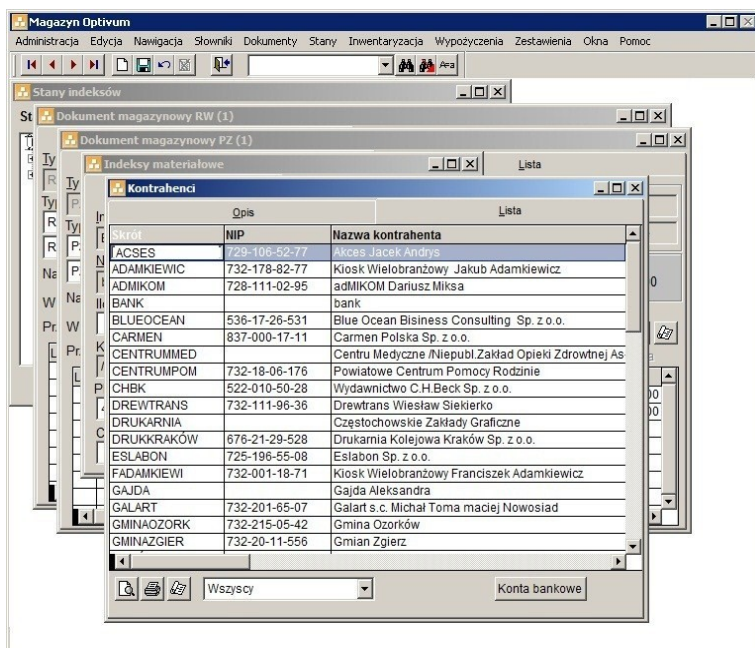 Magazyn Optivum
Administracja Edycja Nawigacja Słowniki Dokumenty Stany Inwentaryzacja Wypożyczenia Zestawienia Okna Pomoc
A=a
Stany indeksów
St
Dokument magazynowy RW (1)
Dokument magazynowy PZ (1)
Indeksy materiałowe
Lista
Kontrahenci
Opis Lista
Skrót NIP Nazwa kontrahenta
ACSES 729-106-52-77 Akces Jacek Andrys
ADAMKIEWIC 732-178-82-77 Kiosk Wielobranżowy Jakub Adamkiewicz
ADMIKOM 728-111-02-95 adMIKOM Dariusz Miksa
BANK bank
BLUEOCEAN 536-17-26-531 Blue Ocean Bisiness Consulting Sp. z o.o.
CARMEN 837-000-17-11 Carmen Polska Sp. z o.o.
CENTRUMMED Centru Medyczne /Niepubl.Zakład Opieki Zdrowtnej As
CENTRUMPOM 732-18-06-176 Powiatowe Centrum Pomocy Rodzinie
CHBK 522-010-50-28 Wydawnictwo C.H.Beck Sp. z o.o.
DREWTRANS 732-111-96-36 Drewtrans Wiesław Siekierko
DRUKARNIA Częstochowskie Zakłady Graficzne
DRUKKRAKÓW 676-21-29-528 Drukarnia Kolejowa Kraków Sp. z o.o.
ESLABON 725-196-55-08 Eslabon Sp. z o.o.
FADAMKIEWI 732-001-18-71 Kiosk Wielobranżowy Franciszek Adamkiewicz
GAJDA Gajda Aleksandra
GALART 732-201-65-07 Galart s.c. Michał Toma maciej Nowosiad
GMINAOZORK 732-215-05-42 Gmina Ozorków
GMINAZGIER 732-20-11-556 Gmian Zgierz
Wszyscy Konta bankowe